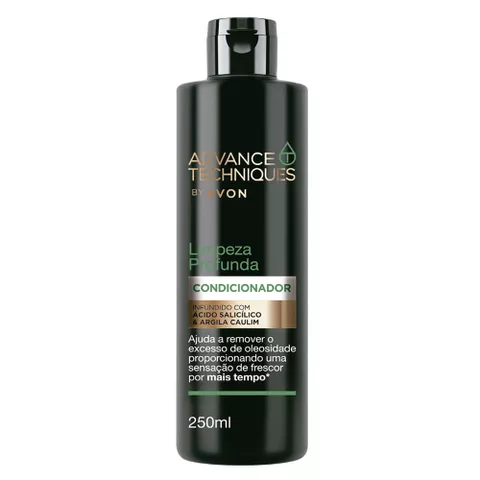 ADVANCE T
TECHNIQUES
BY AVON
Limpeza
Profunda
CONDICIONADOR
INFUNDIDO COM
ÁCIDO SALICÍLICO
& ARGILA CAULIM
Ajuda a remover o
excesso de oleosidade
proporcionando uma
sensação de frescor
por mais tempo*
250ml